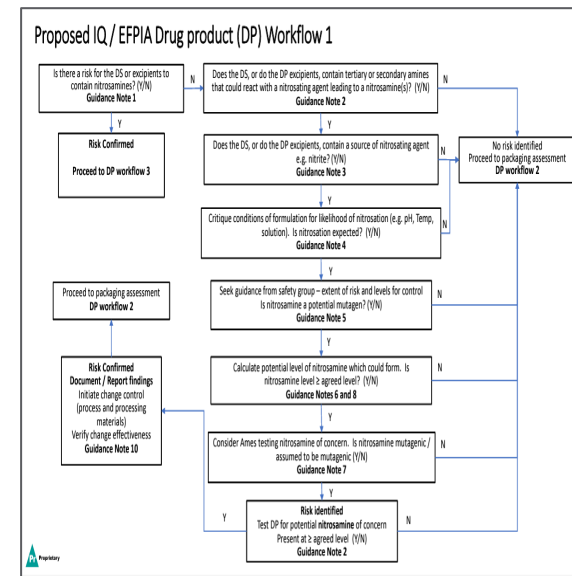 Proposed IQ / EFPIA Drug product (DP) Workflow 1
Is there a risk for the DS or excipients to
contain nitrosamines? (Y/N)
Guidance Note 1
N
Does the DS, or do the DP excipients, contain tertiary or secondary amines
that could react with a nitrosating agent leading to a nitrosamine(s)? (Y/N)
Guidance Note 2
N
Y
Risk Confirmed
Proceed to DP workflow 3
Y
Does the DS, or do the DP excipients, contain a source of nitrosating agent
e.g. nitrite? (Y/N)
Guidance Note 3
N
No risk identified
Proceed to packaging assessment
DP workflow 2
Y
Critique conditions of formulation for likelihood of nitrosation (e.g. pH, Temp,
solution). Is nitrosation expected? (Y/N)
Guidance Note 4
N
Y
Seek guidance from safety group – extent of risk and levels for control
Is nitrosamine a potential mutagen? (Y/N)
Guidance Note 5
N
Proceed to packaging assessment
DP workflow 2
Y
Calculate potential level of nitrosamine which could form. Is
nitrosamine level ≥ agreed level? (Y/N)
Guidance Notes 6 and 8
N
Risk Confirmed
Document / Report findings
Initiate change control
(process and processing
materials)
Verify change effectiveness
Guidance Note 10
Y
Consider Ames testing nitrosamine of concern. Is nitrosamine mutagenic /
assumed to be mutagenic (Y/N)
Guidance Note 7
N
Y
Risk identified
Test DP for potential nitrosamine of concern
Present at ≥ agreed level (Y/N)
Guidance Note 2
Y
N
Proprietary